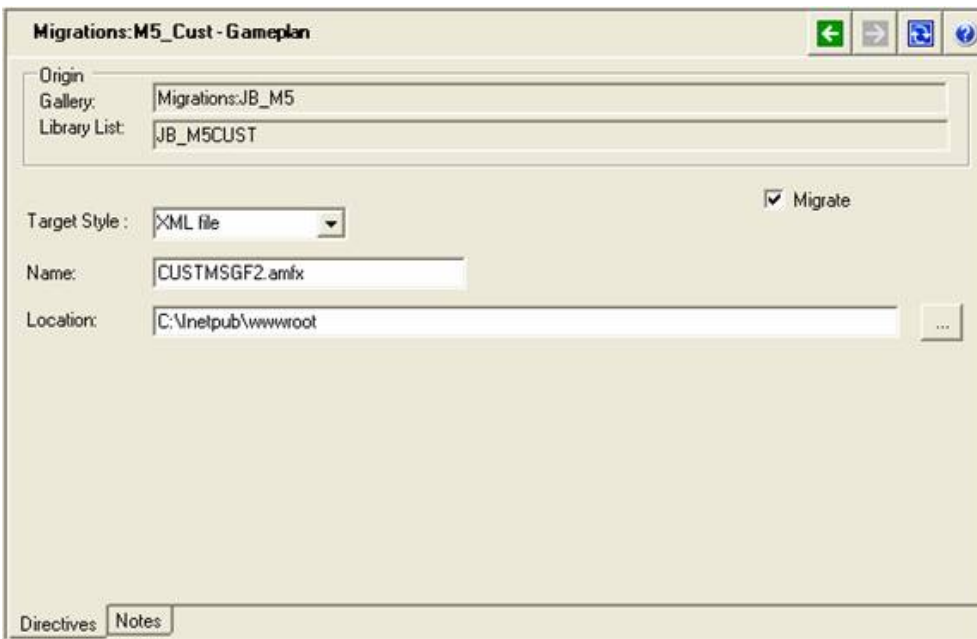 Migrations:M5_Cust - Gameplan
Origin
Gallery: Migrations:JB_M5
Library List: JB_M5CUST
Migrate
Target Style : XML file
Name: CUSTMSGF2.amfx
Location: C:\Inetpub\wwwroot ...
Directives Notes